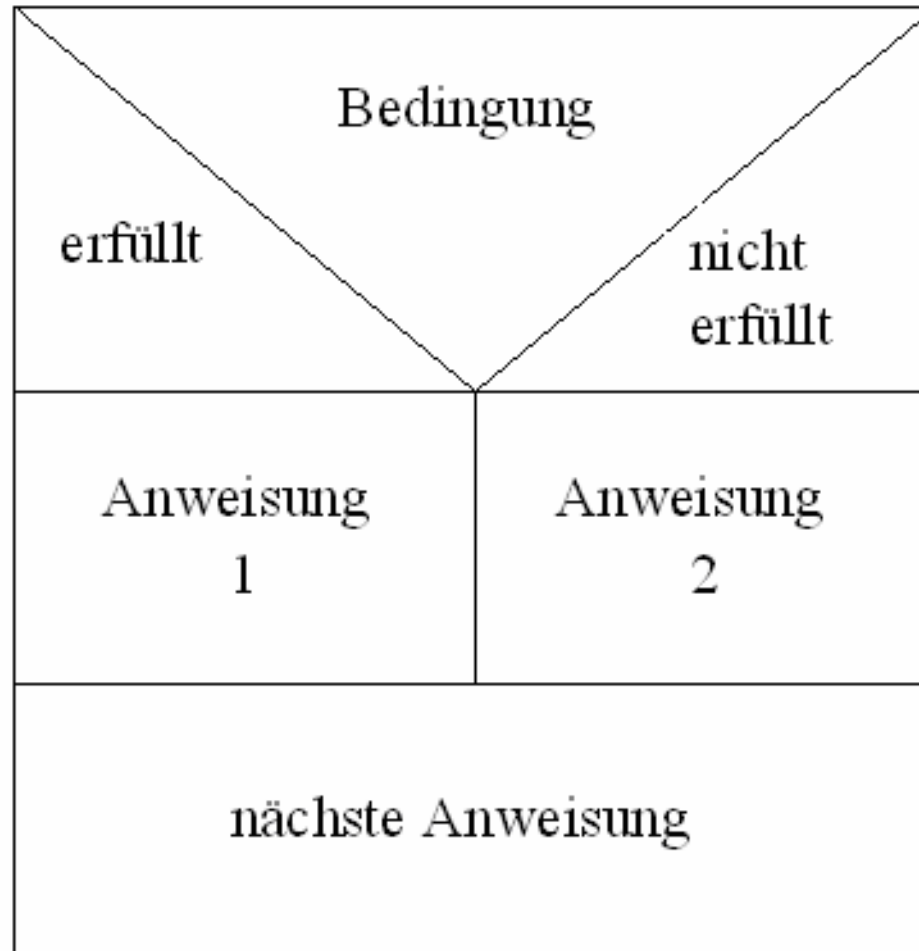 Bedingung
erfüllt
nicht
erfüllt
Anweisung
1
Anweisung
2
nächste Anweisung